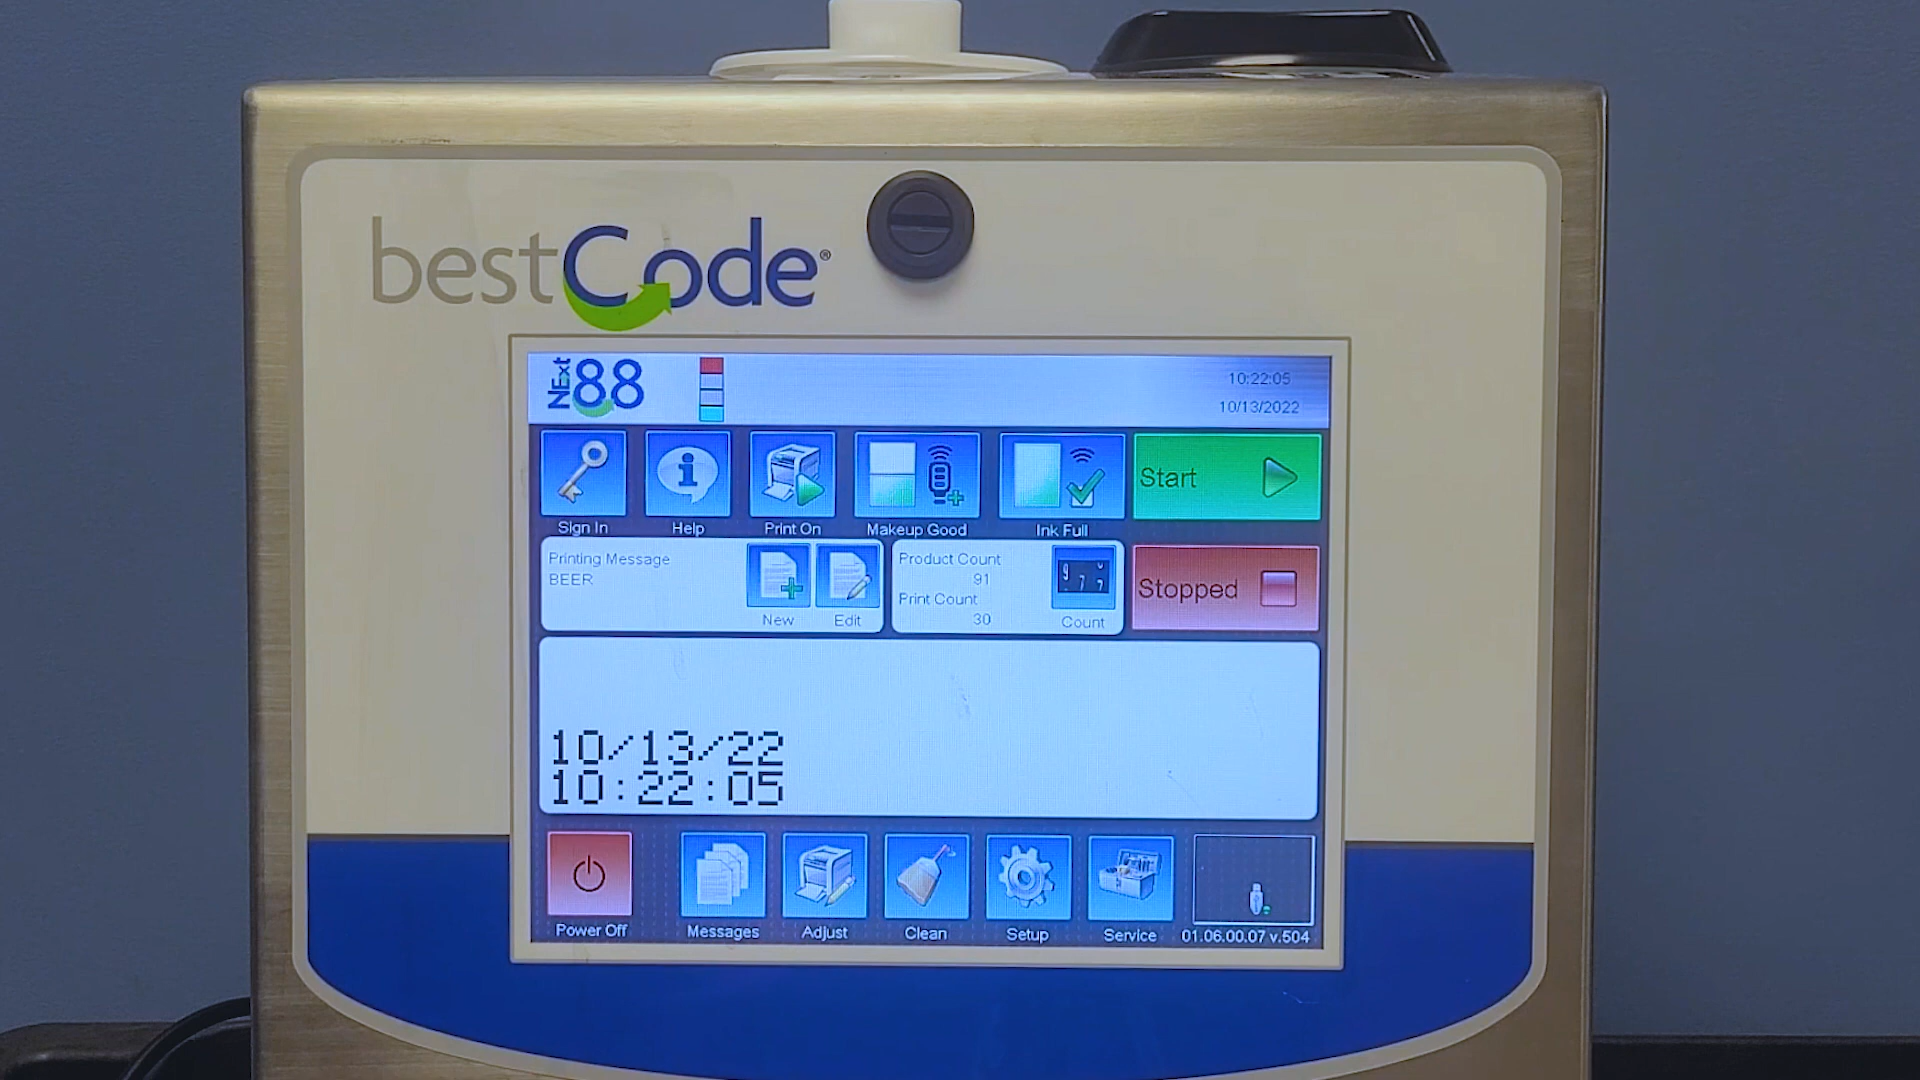 bestCode®
NExt 88
10:22:05
10/13/2022
Sign In
Help
Print On
Makeup Good
Ink Full
Start
Printing Message
BEER
New
Edit
Product Count
91
Print Count
30
Count
Stopped
10/13/22
10:22:05
Power Off
Messages
Adjust
Clean
Setup
Service
01.06.00.07 v.504